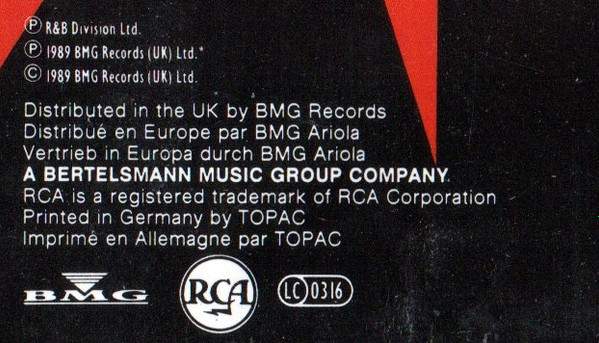 Ⓟ R&B Division Ltd.
Ⓟ 1989 BMG Records (UK) Ltd.*
© 1989 BMG Records (UK) Ltd.
Distributed in the UK by BMG Records
Distribué en Europe par BMG Ariola
Vertrieb in Europa durch BMG Ariola
A BERTELSMANN MUSIC GROUP COMPANY.
RCA is a registered trademark of RCA Corporation
Printed in Germany by TOPAC
Imprimé en Allemagne par TOPAC
BMG RCA LC 0316